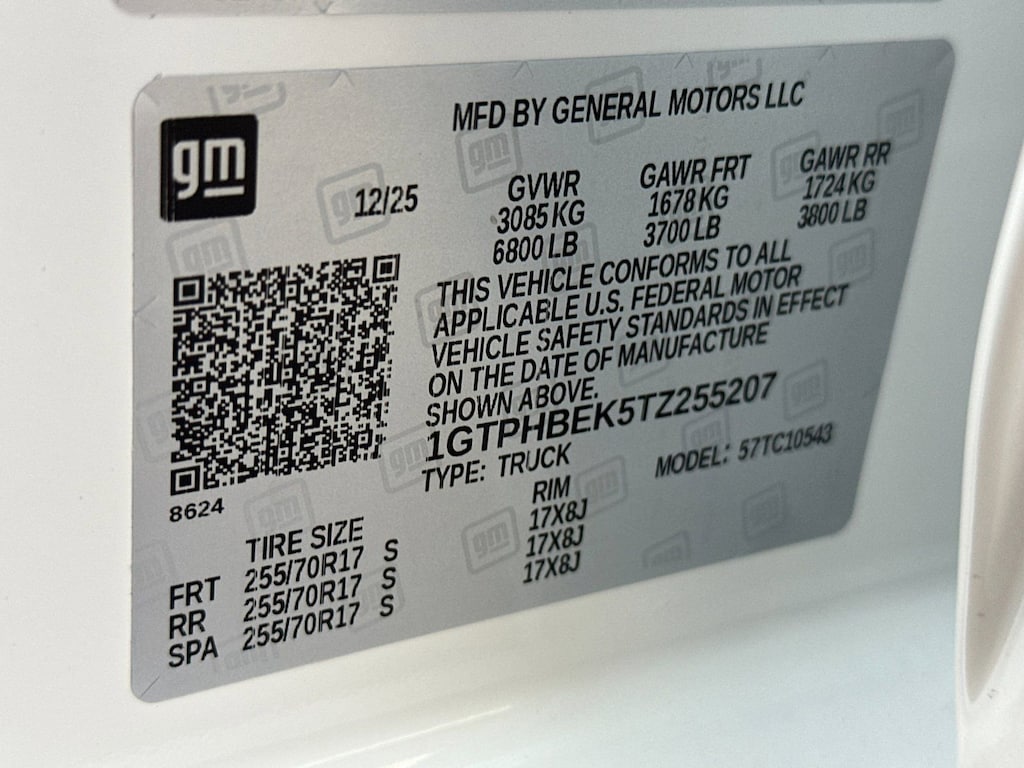 gm
MFD BY GENERAL MOTORS LLC
12/25
GVWR GAWR FRT GAWR RR
3085 KG 1678 KG 1724 KG
6800 LB 3700 LB 3800 LB
THIS VEHICLE CONFORMS TO ALL
APPLICABLE U.S. FEDERAL MOTOR
VEHICLE SAFETY STANDARDS IN EFFECT
ON THE DATE OF MANUFACTURE
SHOWN ABOVE.
1GTPHBEK5TZ255207
TYPE: TRUCK MODEL: 57TC10543
8624
TIRE SIZE RIM
FRT 255/70R17 S 17X8J
RR 255/70R17 S 17X8J
SPA 255/70R17 S 17X8J